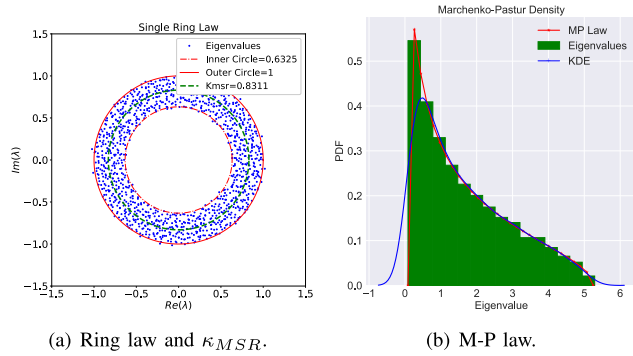 Single Ring Law
Eigenvalues
Inner Circle=0.6325
Outer Circle=1
Kmsr=0.8311
1.5
1.0
0.5
0.0
−0.5
−1.0
−1.5
Im(λ)
−1.5 −1.0 −0.5 0.0 0.5 1.0 1.5
Re(λ)
(a) Ring law and κMSR.
Marchenko-Pastur Density
MP Law
Eigenvalues
KDE
0.5
0.4
0.3
0.2
0.1
0.0
PDF
−1 0 1 2 3 4 5 6
Eigenvalue
(b) M-P law.